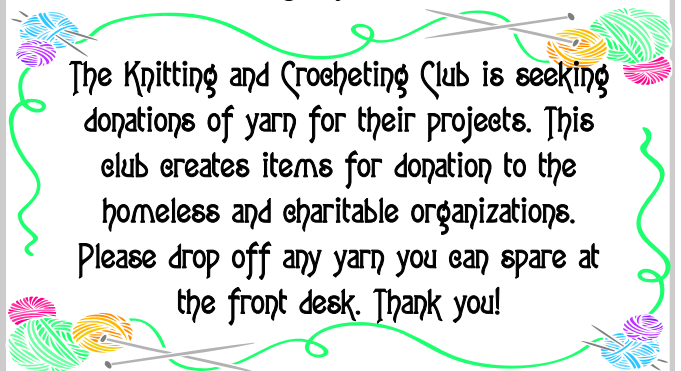 The Knitting and Crocheting Club is seeking
donations of yarn for their projects. This
club creates items for donation to the
homeless and charitable organizations.
Please drop off any yarn you can spare at
the front desk. Thank you!